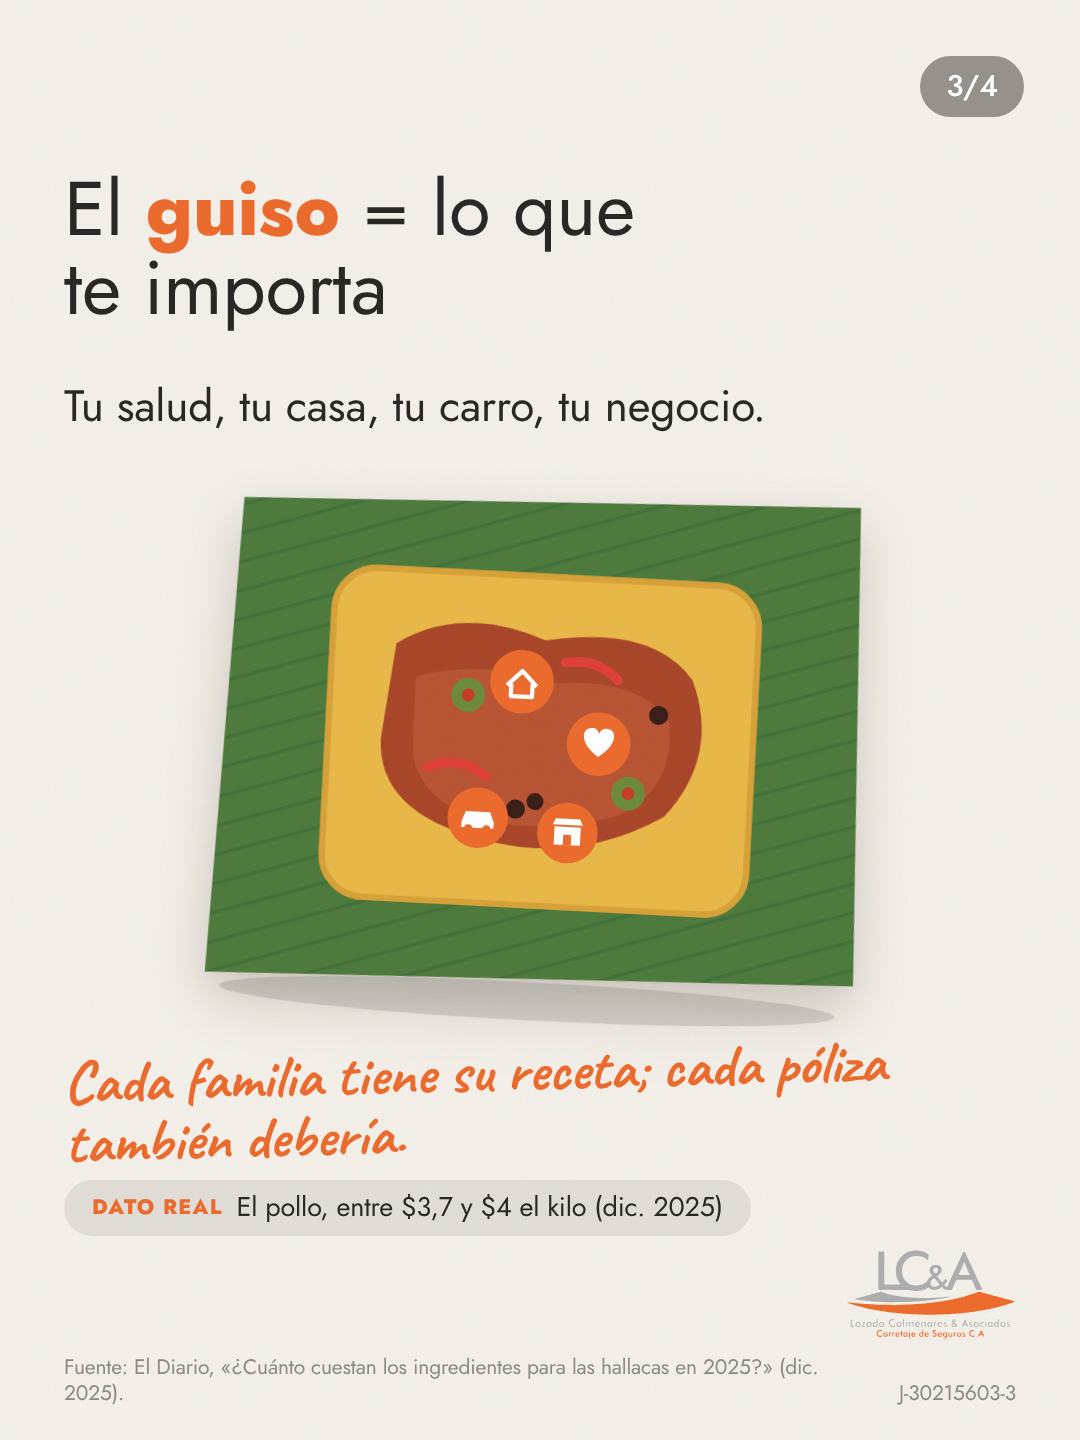 3/4
El guiso = lo que
te importa
Tu salud, tu casa, tu carro, tu negocio.
Cada familia tiene su receta; cada póliza
también debería.
DATO REAL El pollo, entre $3,7 y $4 el kilo (dic. 2025)
LC&A
Lozada Colmenares & Asociados
Corretaje de Seguros C.A
Fuente: El Diario, «¿Cuánto cuestan los ingredientes para las hallacas en 2025?» (dic.
2025).
J-30215603-3